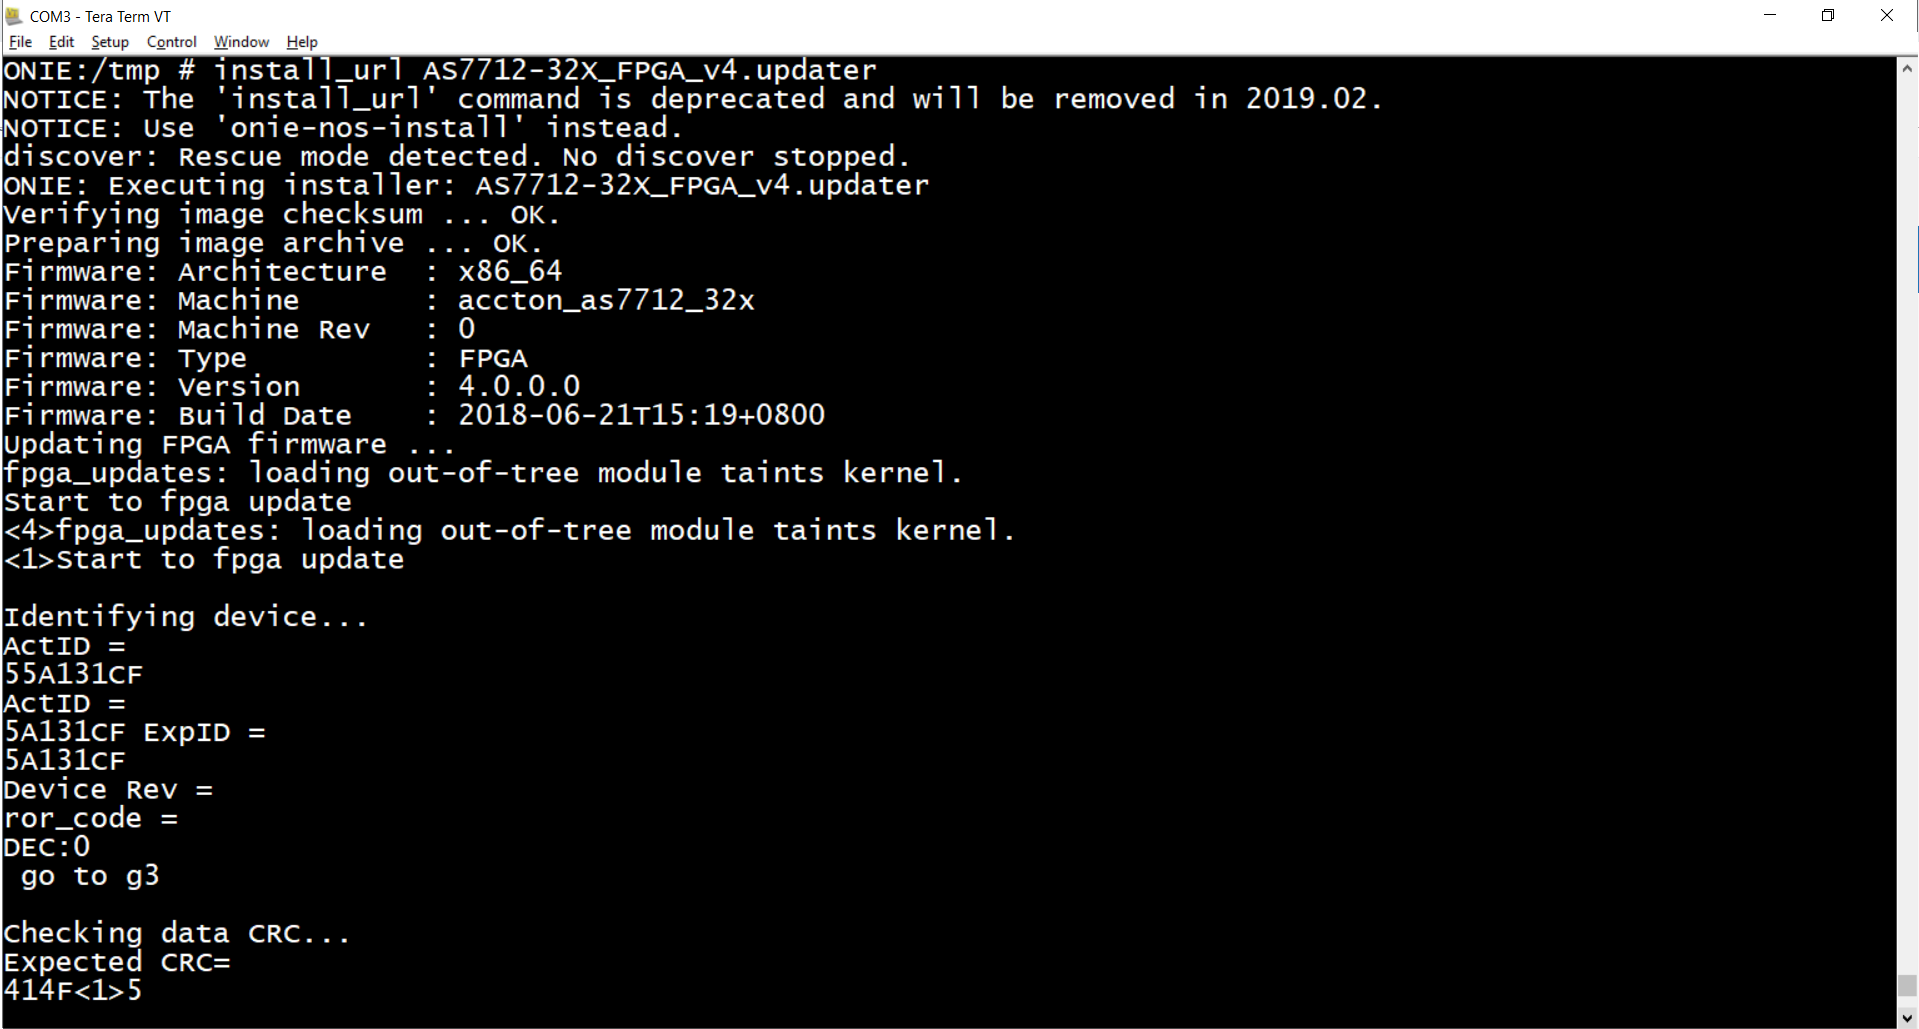 COM3 - Tera Term VT
File Edit Setup Control Window Help
ONIE:/tmp # install_url AS7712-32X_FPGA_v4.updater
NOTICE: The 'install_url' command is deprecated and will be removed in 2019.02.
NOTICE: Use 'onie-nos-install' instead.
discover: Rescue mode detected. No discover stopped.
ONIE: Executing installer: AS7712-32X_FPGA_v4.updater
Verifying image checksum ... OK.
Preparing image archive ... OK.
Firmware: Architecture  : x86_64
Firmware: Machine       : accton_as7712_32x
Firmware: Machine Rev   : 0
Firmware: Type          : FPGA
Firmware: Version       : 4.0.0.0
Firmware: Build Date    : 2018-06-21T15:19+0800
Updating FPGA firmware ...
fpga_updates: loading out-of-tree module taints kernel.
Start to fpga update
<4>fpga_updates: loading out-of-tree module taints kernel.
<1>Start to fpga update
Identifying device...
ActID =
55A131CF
ActID =
5A131CF ExpID =
5A131CF
Device Rev =
ror_code =
DEC:0
go to g3
Checking data CRC...
Expected CRC=
414F<1>5